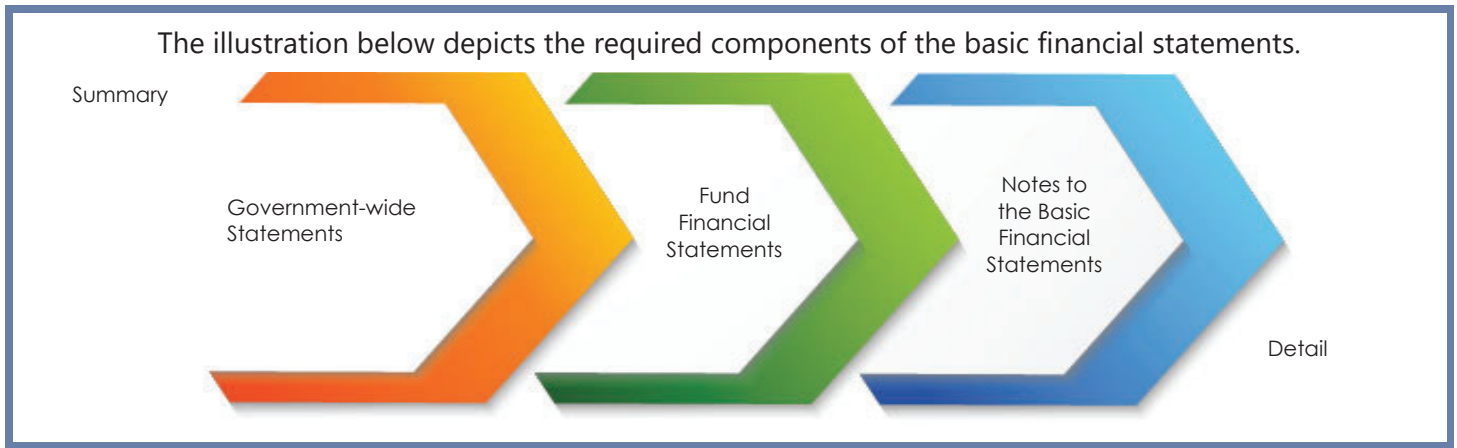 The illustration below depicts the required components of the basic financial statements.
Summary
Government-wide
Statements
Fund
Financial
Statements
Notes to
the Basic
Financial
Statements
Detail